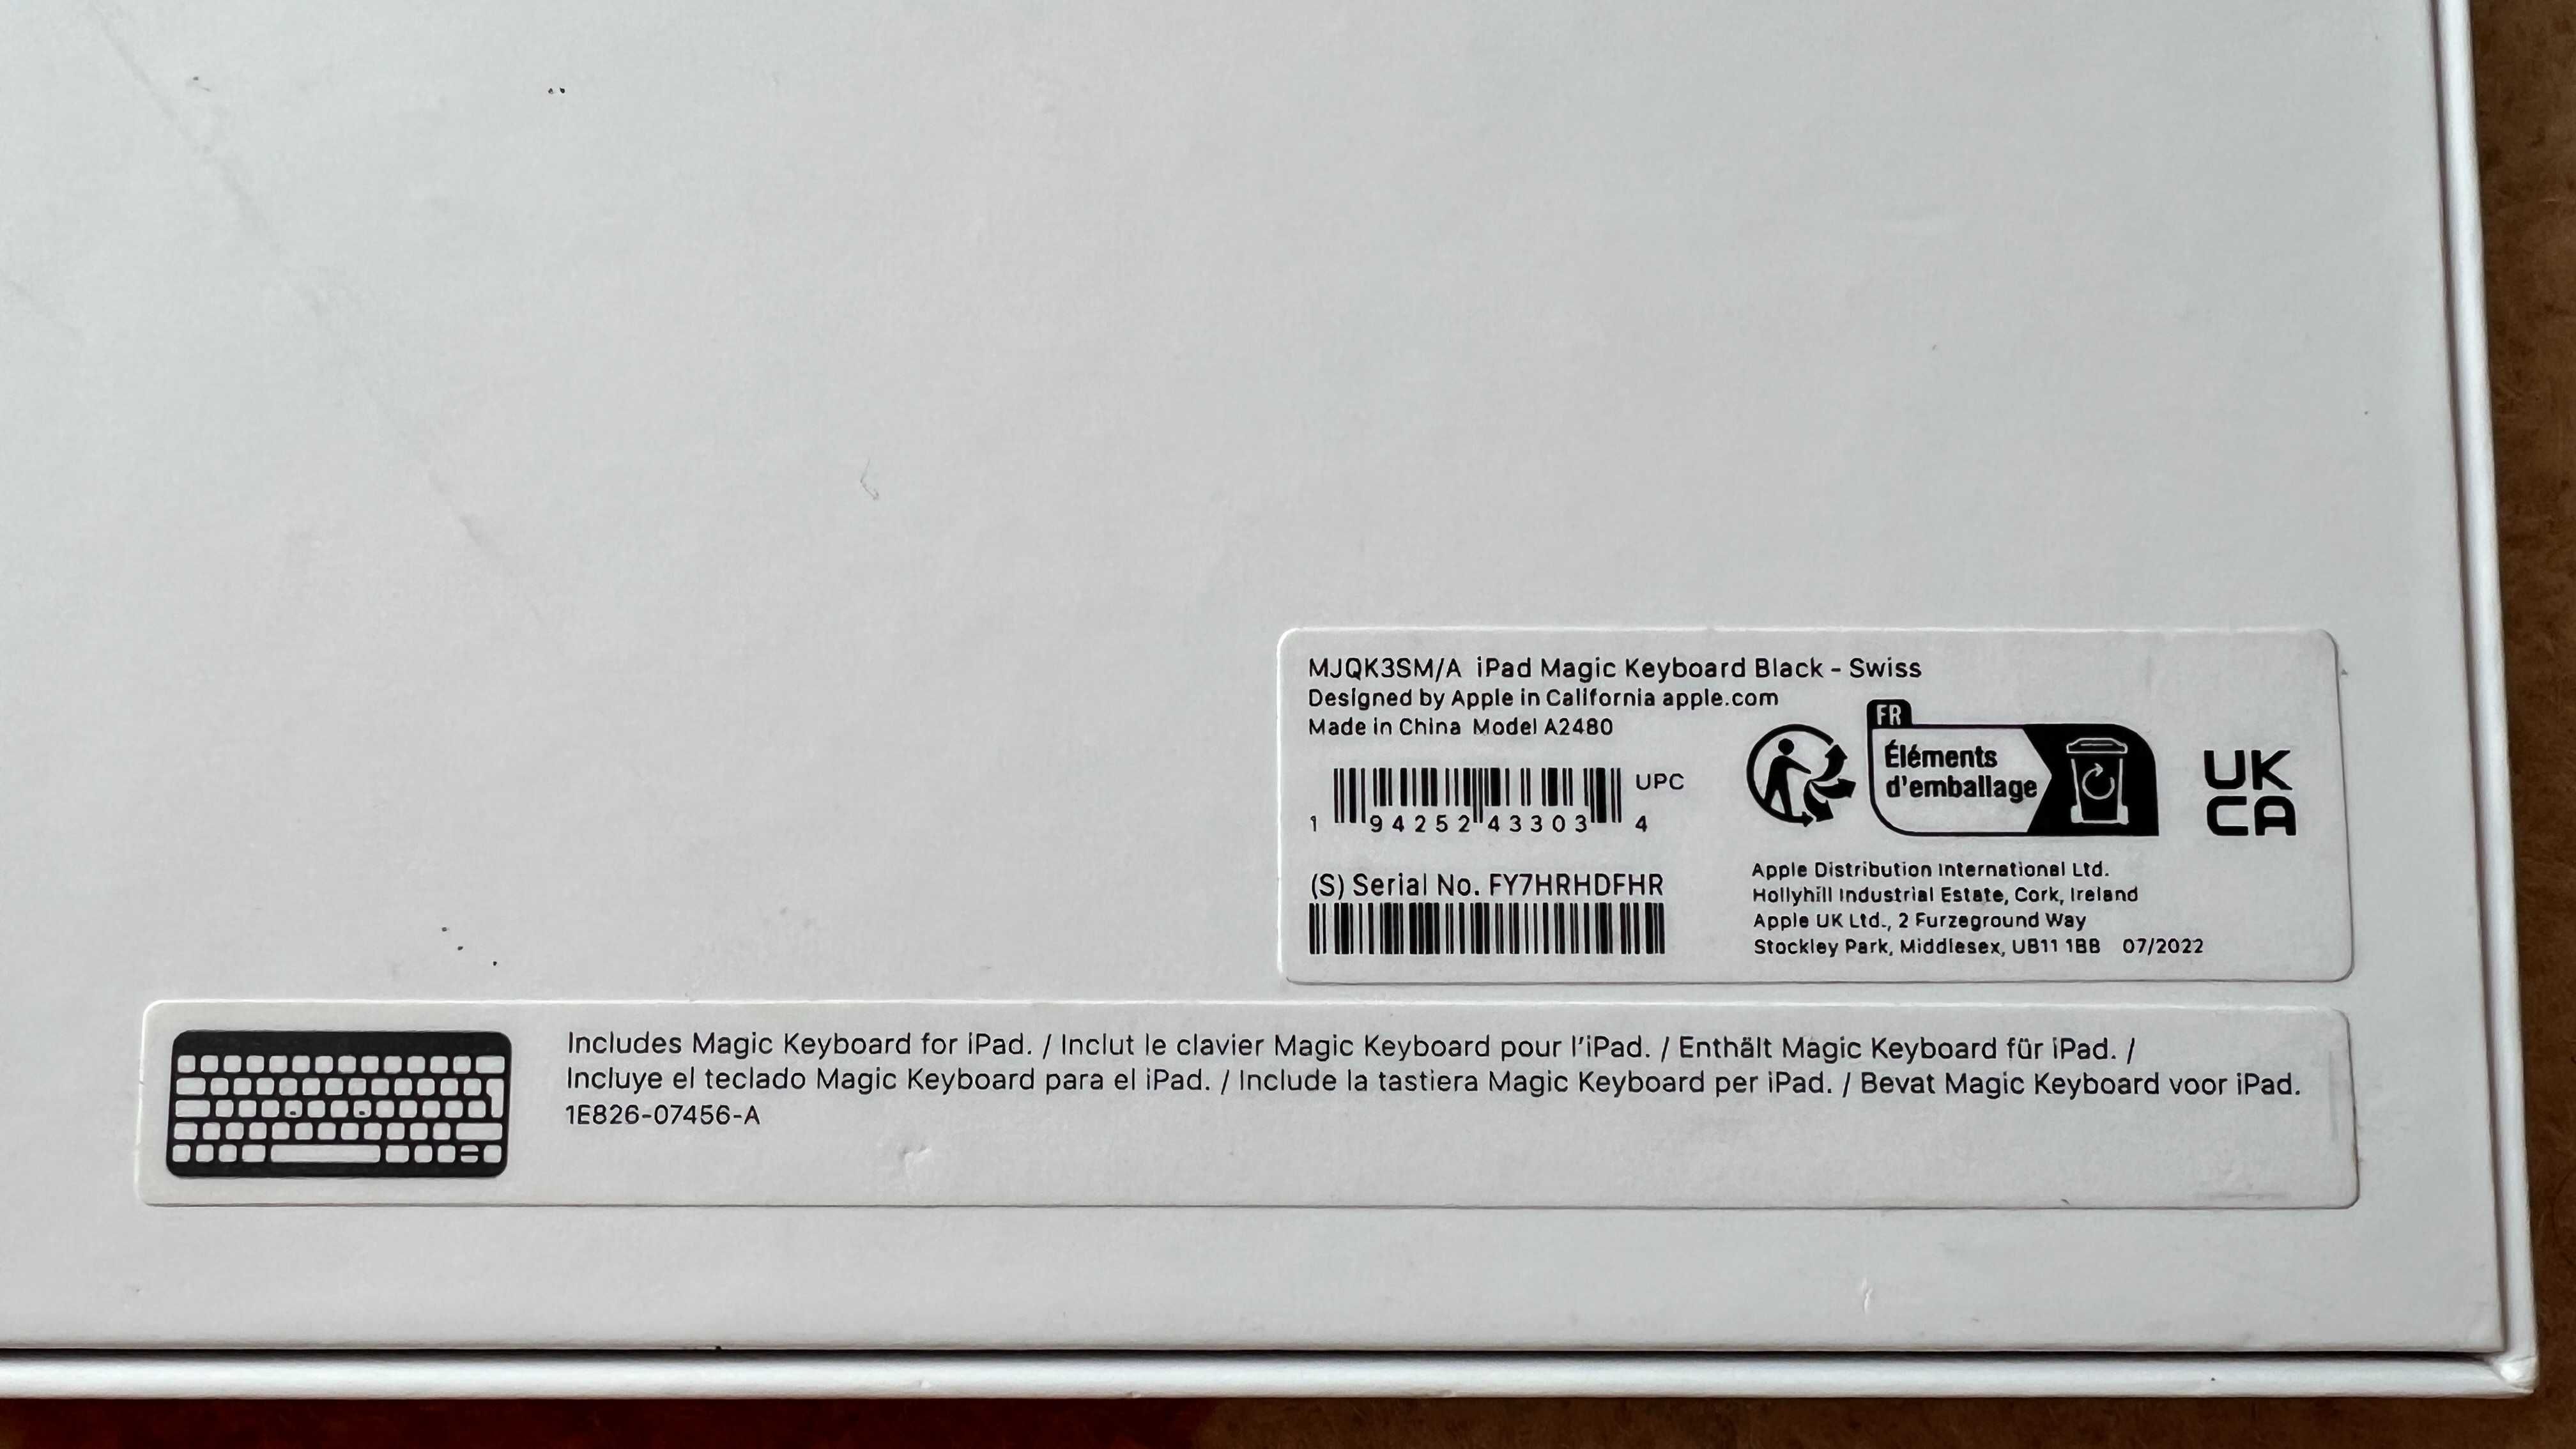 MJQK3SM/A iPad Magic Keyboard Black - Swiss
Designed by Apple in California apple.com
Made in China Model A2480
UPC
1 94252 43303 4
(S) Serial No. FY7HRHDFHR
FR
Éléments
d'emballage
UK
CA
Apple Distribution International Ltd.
Hollyhill Industrial Estate, Cork, Ireland
Apple UK Ltd., 2 Furzeground Way
Stockley Park, Middlesex, UB11 1BB 07/2022
Includes Magic Keyboard for iPad. / Inclut le clavier Magic Keyboard pour l'iPad. / Enthält Magic Keyboard für iPad. /
Incluye el teclado Magic Keyboard para el iPad. / Include la tastiera Magic Keyboard per iPad. / Bevat Magic Keyboard voor iPad.
1E826-07456-A